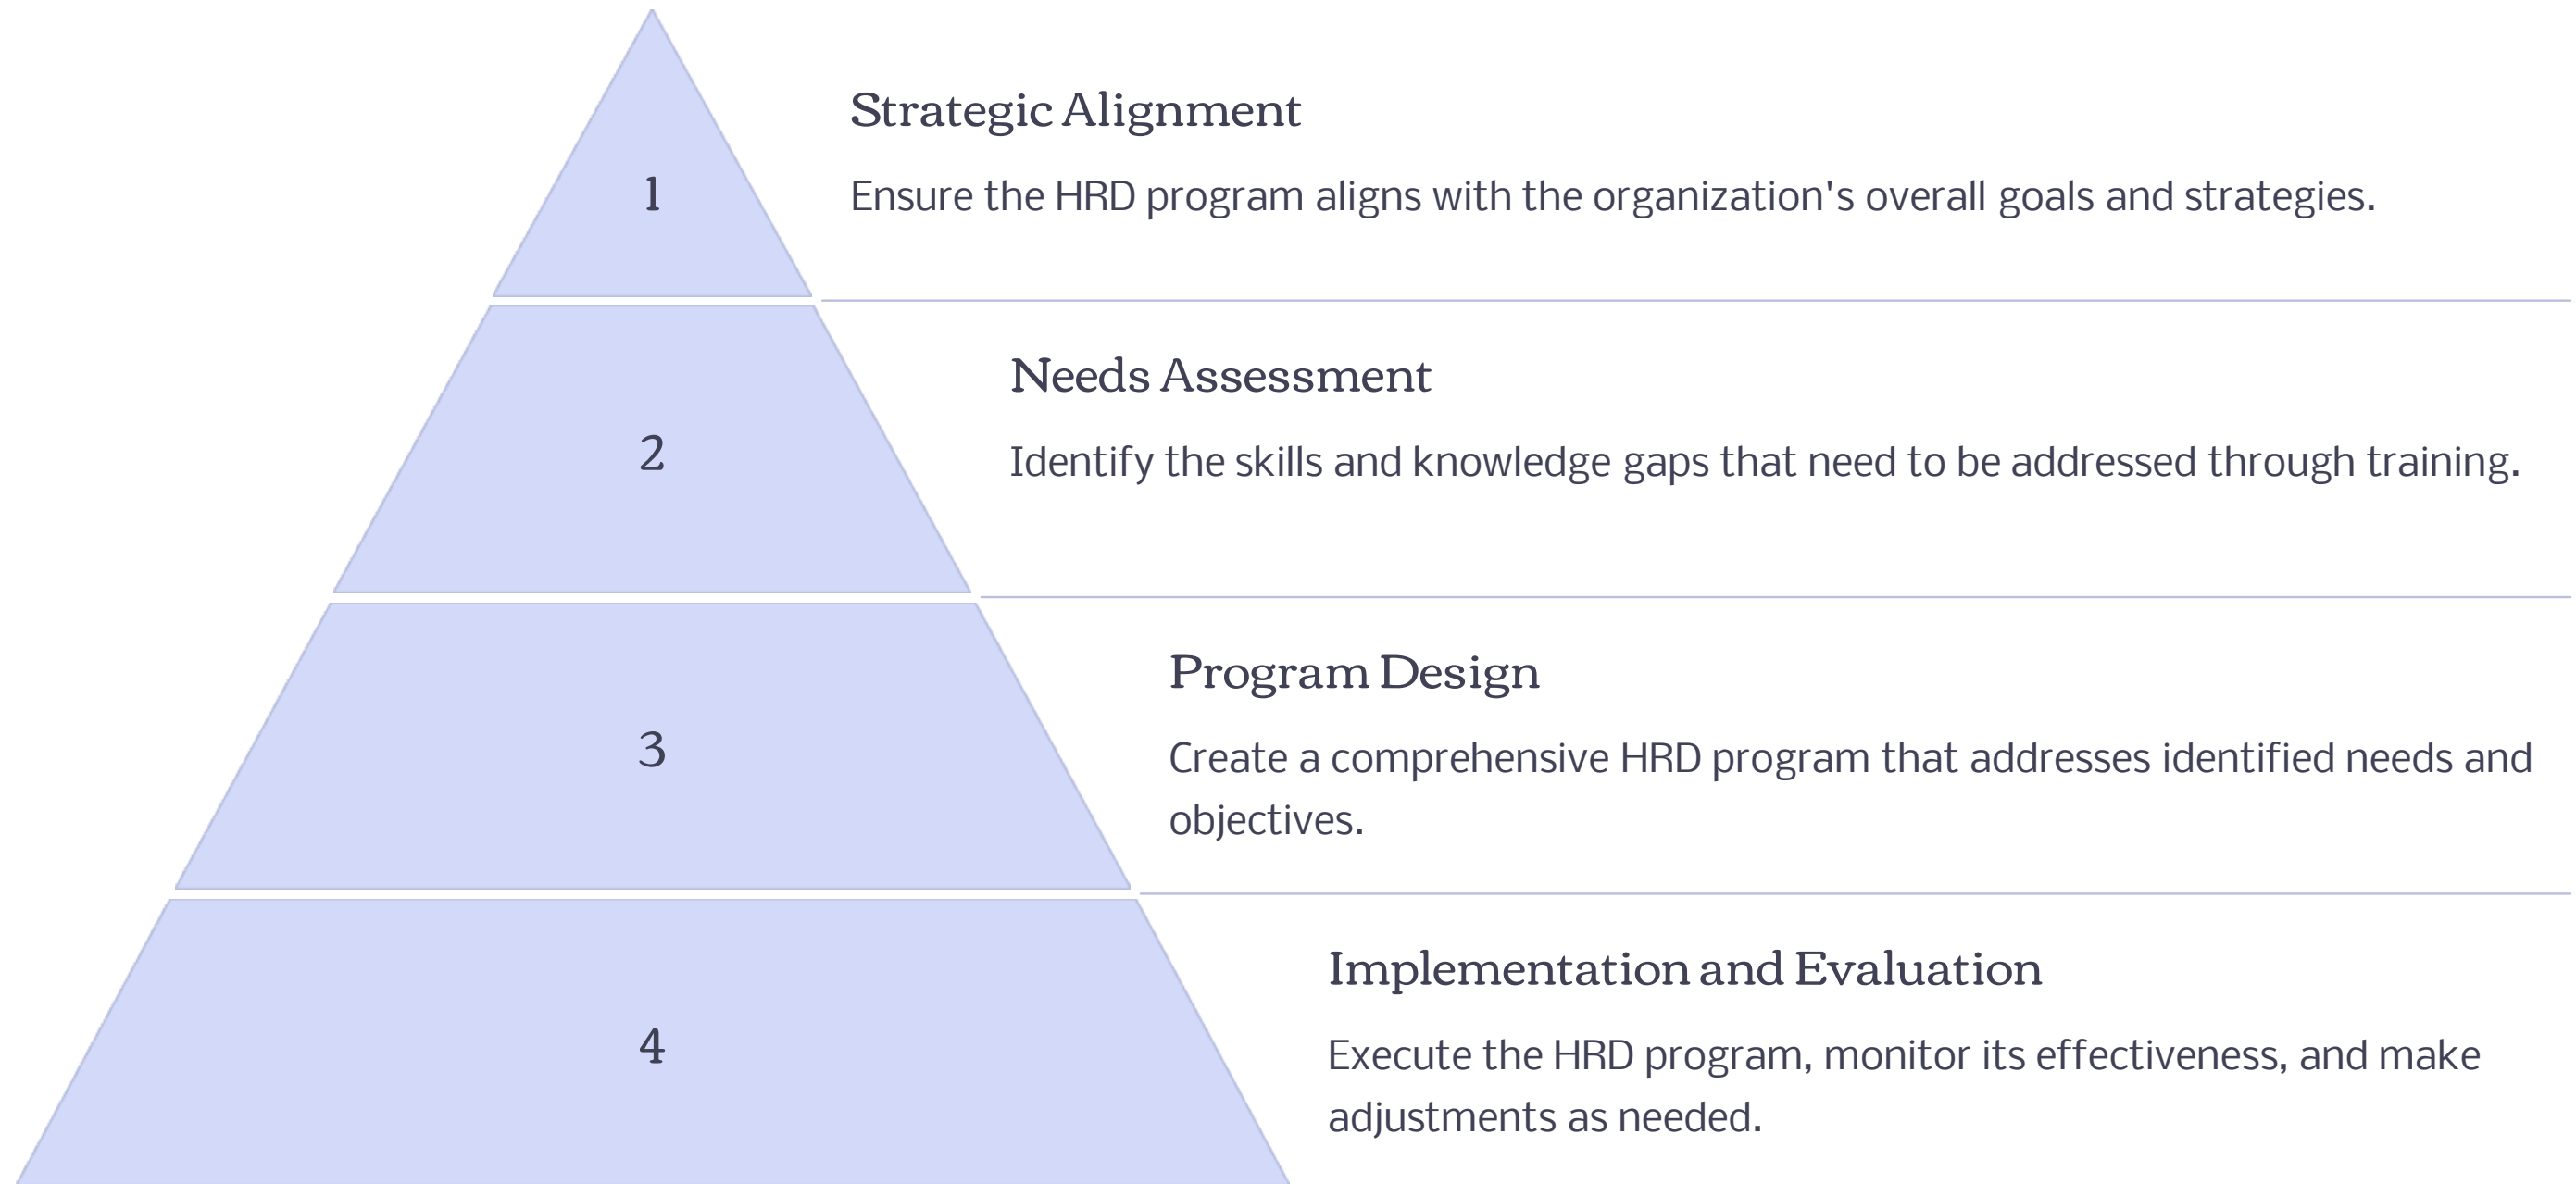 Strategic Alignment
1
Ensure the HRD program aligns with the organization's overall goals and strategies.
Needs Assessment
2
Identify the skills and knowledge gaps that need to be addressed through training.
Program Design
3
Create a comprehensive HRD program that addresses identified needs and
objectives.
Implementation and Evaluation
4
Execute the HRD program, monitor its effectiveness, and make
adjustments as needed.